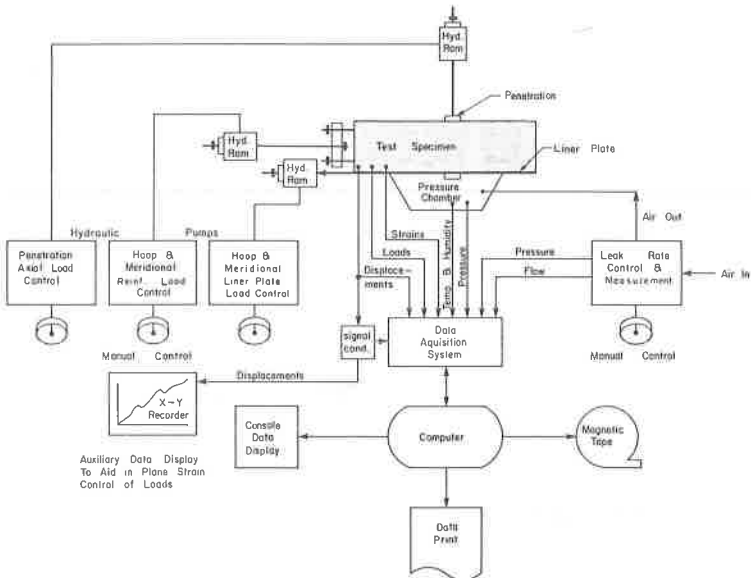 Hyd.
Ram
Penetration
Test Specimen
Hyd.
Ram
Liner Plate
Hyd.
Ram
Pressure
Chamber
Air Out
Hydraulic Pumps
Strains
Loads
Displace-
ments
Temp. & Humidity
Pressure
Pressure
Flow
Penetration
Axial Load
Control
Hoop &
Meridional
Reinf. Load
Control
Hoop &
Meridional
Liner Plate
Load Control
Leak Rate
Control &
Measurement
Air In
signal
cond.
Data
Aquisition
System
Manual Control
Manual Control
Displacements
X-Y
Recorder
Console
Data
Display
Computer
Magnetic
Tape
Auxiliary Data Display
To Aid in Plane Strain
Control of Loads
Data
Print